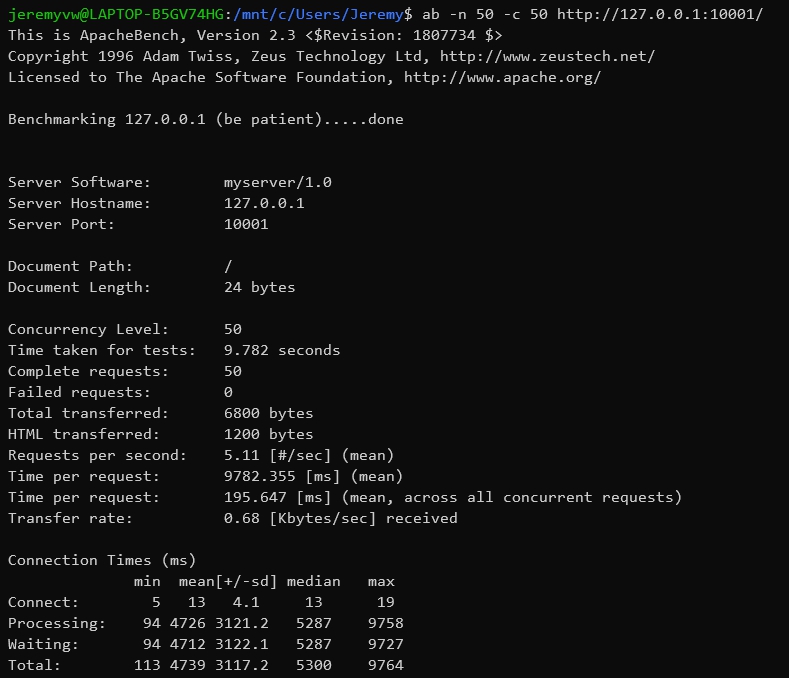 jeremyvw@LAPTOP-B5GV74HG:/mnt/c/Users/Jeremy$ ab -n 50 -c 50 http://127.0.0.1:10001/
This is ApacheBench, Version 2.3 <$Revision: 1807734 $>
Copyright 1996 Adam Twiss, Zeus Technology Ltd, http://www.zeustech.net/
Licensed to The Apache Software Foundation, http://www.apache.org/

Benchmarking 127.0.0.1 (be patient).....done


Server Software:        myserver/1.0
Server Hostname:        127.0.0.1
Server Port:            10001

Document Path:          /
Document Length:        24 bytes

Concurrency Level:      50
Time taken for tests:   9.782 seconds
Complete requests:      50
Failed requests:        0
Total transferred:      6800 bytes
HTML transferred:       1200 bytes
Requests per second:    5.11 [#/sec] (mean)
Time per request:       9782.355 [ms] (mean)
Time per request:       195.647 [ms] (mean, across all concurrent requests)
Transfer rate:          0.68 [Kbytes/sec] received

Connection Times (ms)
              min  mean[+/-sd] median   max
Connect:        5   13   4.1     13      19
Processing:    94 4726 3121.2   5287    9758
Waiting:       94 4712 3122.1   5287    9727
Total:        113 4739 3117.2   5300    9764